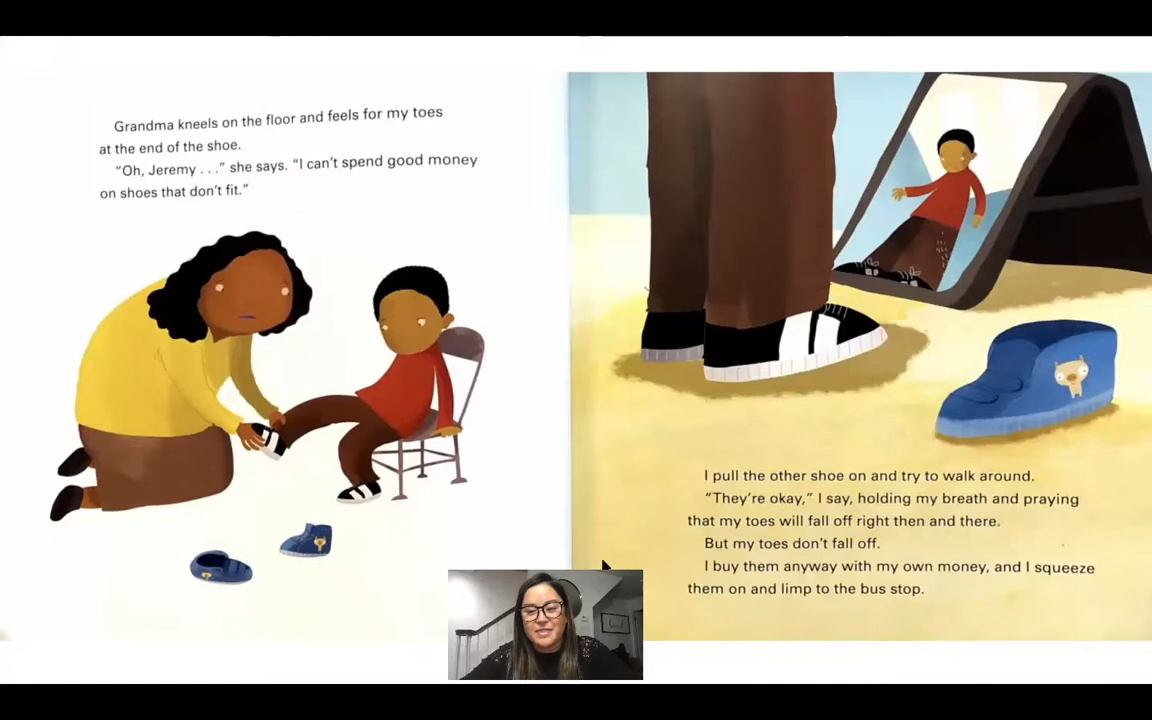 Grandma kneels on the floor and feels for my toes
at the end of the shoe.
“Oh, Jeremy . . .” she says. “I can’t spend good money
on shoes that don’t fit.”
I pull the other shoe on and try to walk around.
“They’re okay,” I say, holding my breath and praying
that my toes will fall off right then and there.
But my toes don’t fall off.
I buy them anyway with my own money, and I squeeze
them on and limp to the bus stop.